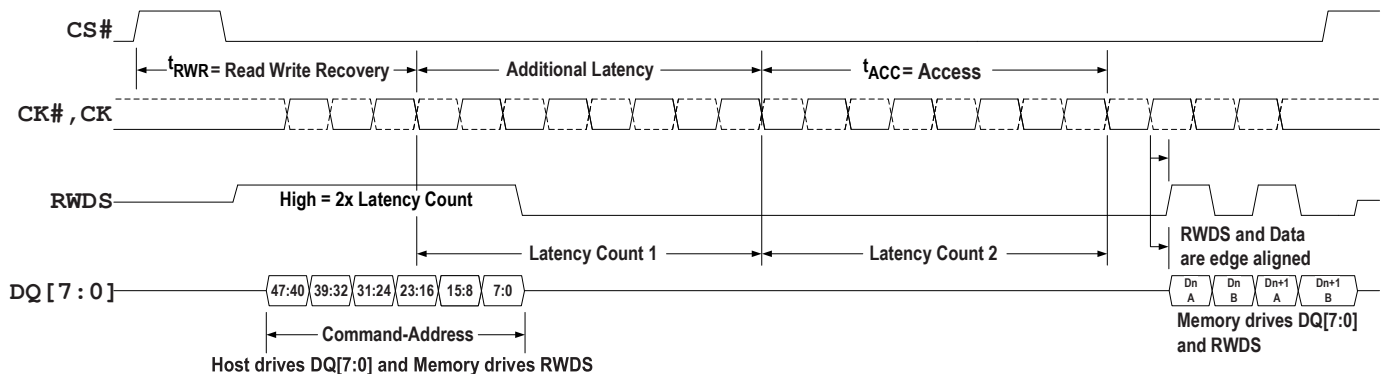 CS#
tRWR= Read Write Recovery
Additional Latency
tACC= Access
CK#,CK
RWDS
High = 2x Latency Count
Latency Count 1
Latency Count 2
RWDS and Data
are edge aligned
DQ[7:0]
47:40 39:32 31:24 23:16 15:8 7:0
Dn A
Dn B
Dn+1 A
Dn+1 B
Command-Address
Host drives DQ[7:0] and Memory drives RWDS
Memory drives DQ[7:0]
and RWDS